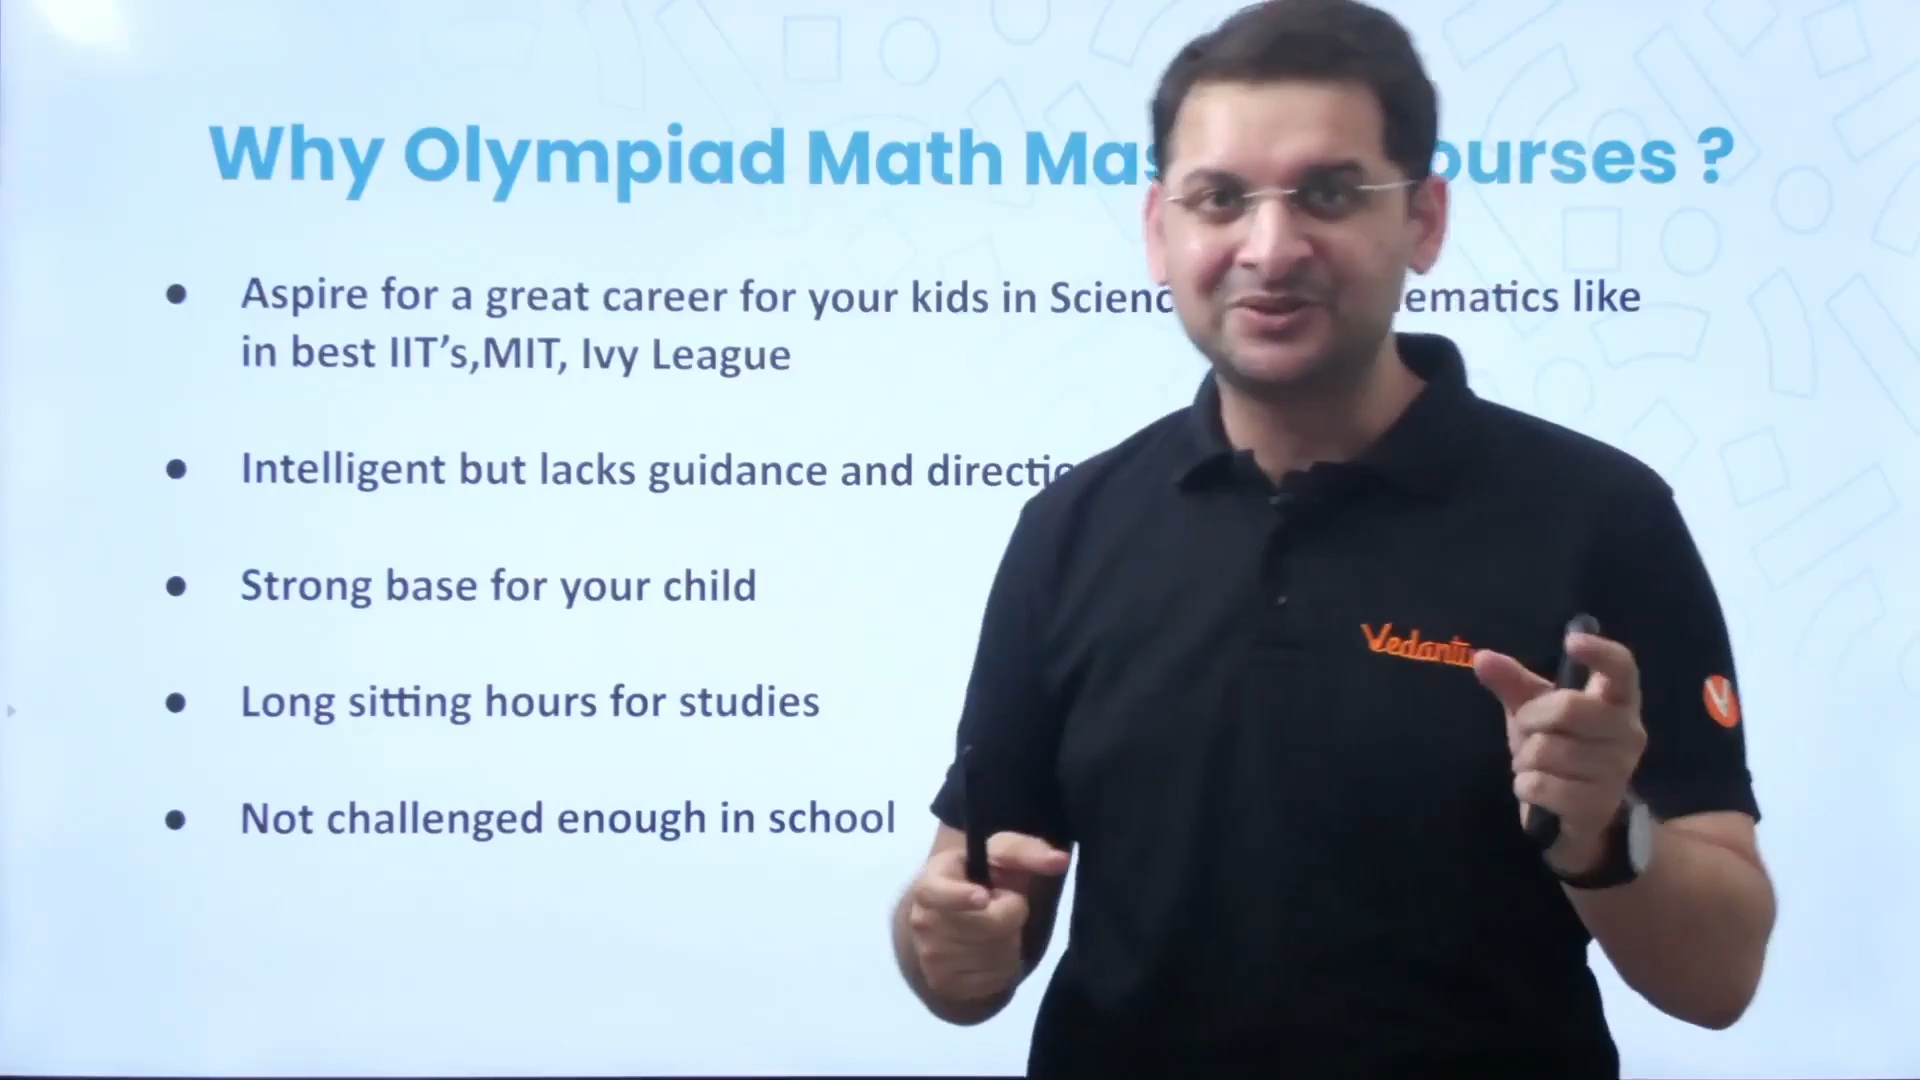 Why Olympiad Math Mas ourses ?
• Aspire for a great career for your kids in Scienc ematics like
in best IIT’s,MIT, Ivy League
• Intelligent but lacks guidance and directio
• Strong base for your child
• Long sitting hours for studies
• Not challenged enough in school
Vedant
V